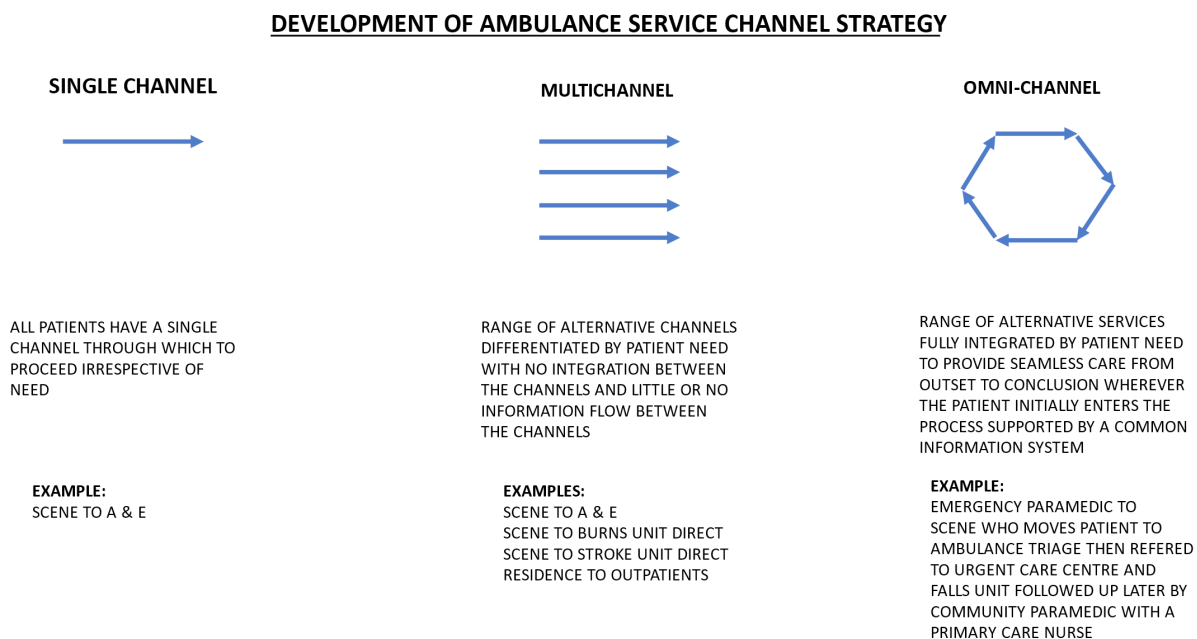 DEVELOPMENT OF AMBULANCE SERVICE CHANNEL STRATEGY
SINGLE CHANNEL
ALL PATIENTS HAVE A SINGLE
CHANNEL THROUGH WHICH TO
PROCEED IRRESPECTIVE OF
NEED
EXAMPLE:
SCENE TO A & E
MULTICHANNEL
RANGE OF ALTERNATIVE CHANNELS
DIFFERENTIATED BY PATIENT NEED
WITH NO INTEGRATION BETWEEN
THE CHANNELS AND LITTLE OR NO
INFORMATION FLOW BETWEEN
THE CHANNELS
EXAMPLES:
SCENE TO A & E
SCENE TO BURNS UNIT DIRECT
SCENE TO STROKE UNIT DIRECT
RESIDENCE TO OUTPATIENTS
OMNI-CHANNEL
RANGE OF ALTERNATIVE SERVICES
FULLY INTEGRATED BY PATIENT NEED
TO PROVIDE SEAMLESS CARE FROM
OUTSET TO CONCLUSION WHEREVER
THE PATIENT INITIALLY ENTERS THE
PROCESS SUPPORTED BY A COMMON
INFORMATION SYSTEM
EXAMPLE:
EMERGENCY PARAMEDIC TO
SCENE WHO MOVES PATIENT TO
AMBULANCE TRIAGE THEN REFERED
TO URGENT CARE CENTRE AND
FALLS UNIT FOLLOWED UP LATER BY
COMMUNITY PARAMEDIC WITH A
PRIMARY CARE NURSE